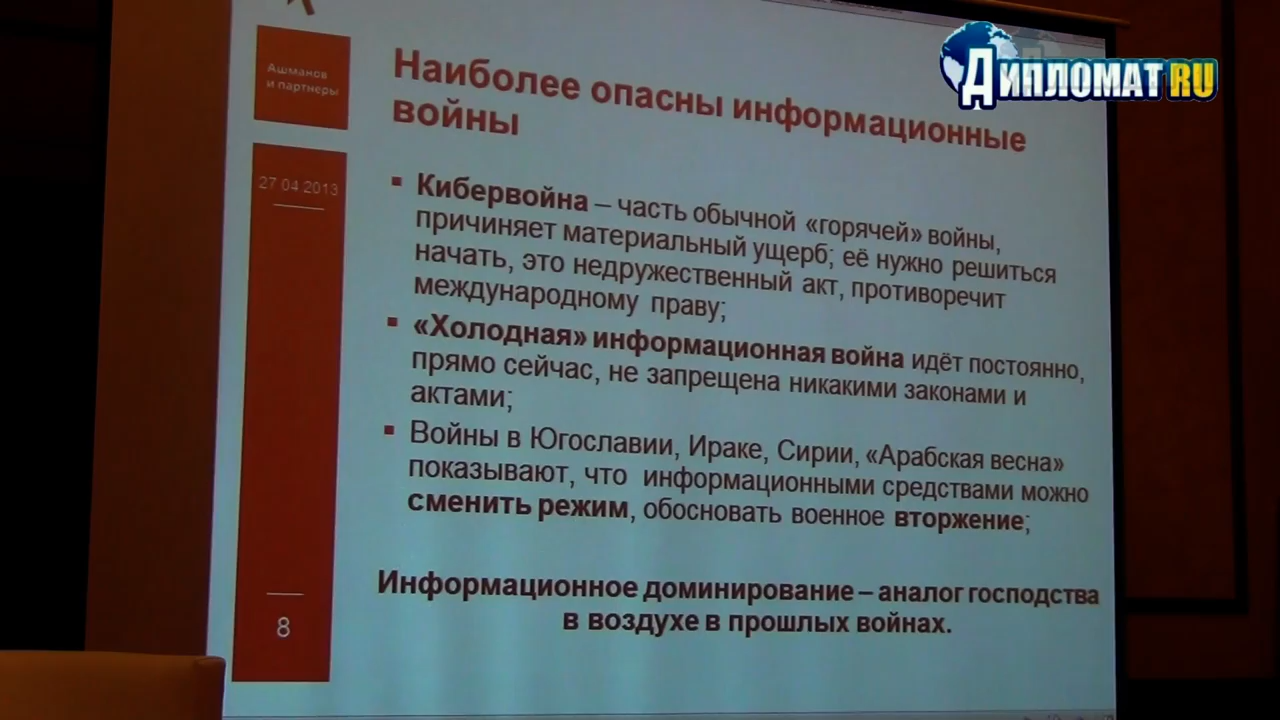 ДИПЛОМАТ RU
Ашманов
и партнеры
27 04 2013
8
Наиболее опасны информационные
войны
Кибервойна – часть обычной «горячей» войны,
причиняет материальный ущерб; её нужно решиться
начать, это недружественный акт, противоречит
международному праву;
«Холодная» информационная война идёт постоянно,
прямо сейчас, не запрещена никакими законами и
актами;
Войны в Югославии, Ираке, Сирии, «Арабская весна»
показывают, что информационными средствами можно
сменить режим, обосновать военное вторжение;
Информационное доминирование – аналог господства
в воздухе в прошлых войнах.